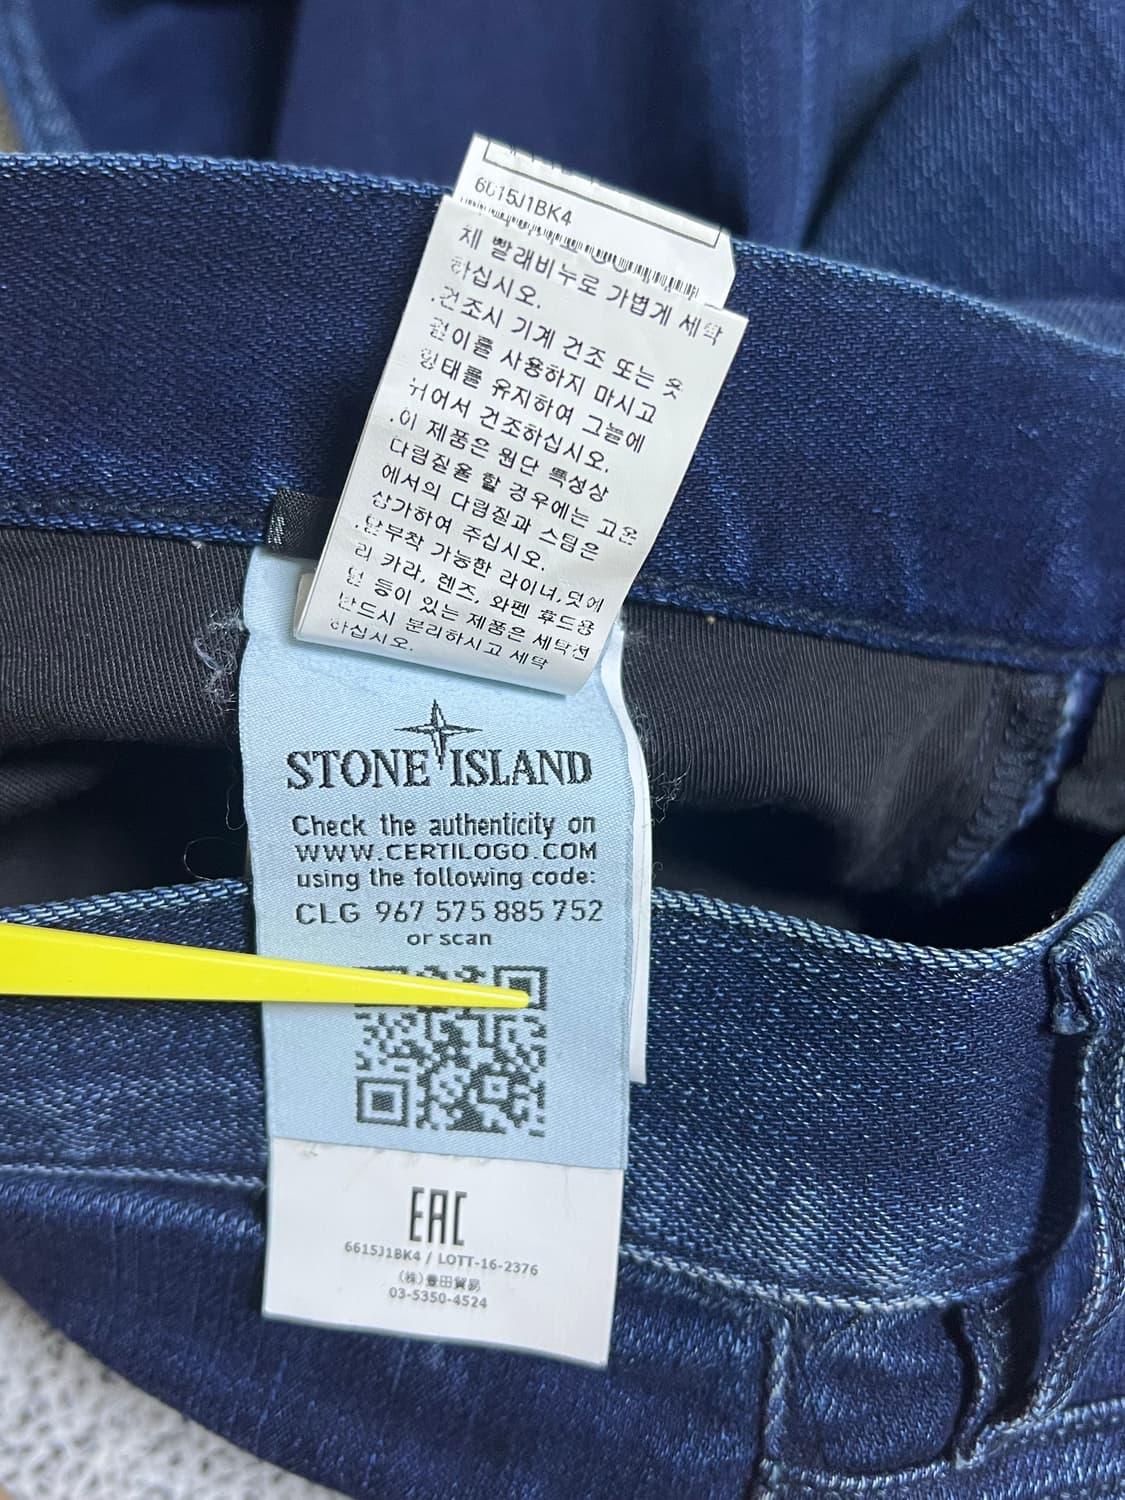 6615J1BK4
체 빨래비누로 가볍게 세탁
하십시오.
.건조시 기계 건조 또는 옷
걸이를 사용하지 마시고
형태를 유지하여 그늘에
뉘어서 건조하십시오.
.이 제품은 원단 특성상
다림질을 할 경우에는 고온
에서의 다림질과 스팀은
삼가하여 주십시오.
.탈부착 가능한 라이너,덧에
리 카라, 렌즈, 와펜 후드용
털 등이 있는 제품은 세탁전
반드시 분리하시고 세탁
하십시오.
STONE ISLAND
Check the authenticity on
WWW.CERTILOGO.COM
using the following code:
CLG 967 575 885 752
or scan
EAC
6615J1BK4 / LOTT-16-2376
(株)豊田貿易
03-5350-4524